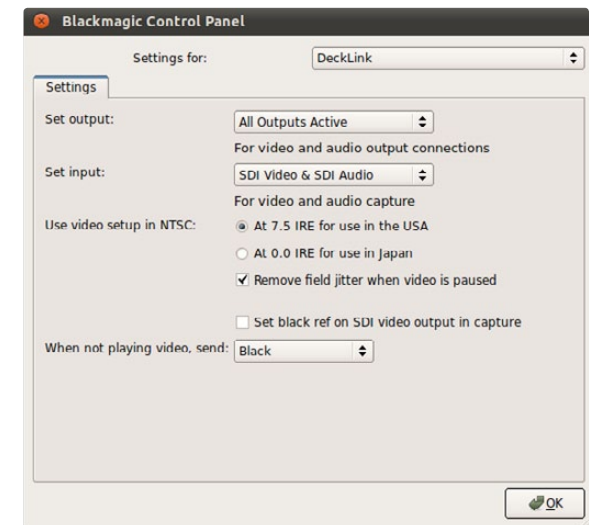 Blackmagic Control Panel
Settings for: DeckLink
Settings
Set output: All Outputs Active
For video and audio output connections
Set input: SDI Video & SDI Audio
For video and audio capture
Use video setup in NTSC: At 7.5 IRE for use in the USA
At 0.0 IRE for use in Japan
Remove field jitter when video is paused
Set black ref on SDI video output in capture
When not playing video, send: Black
OK